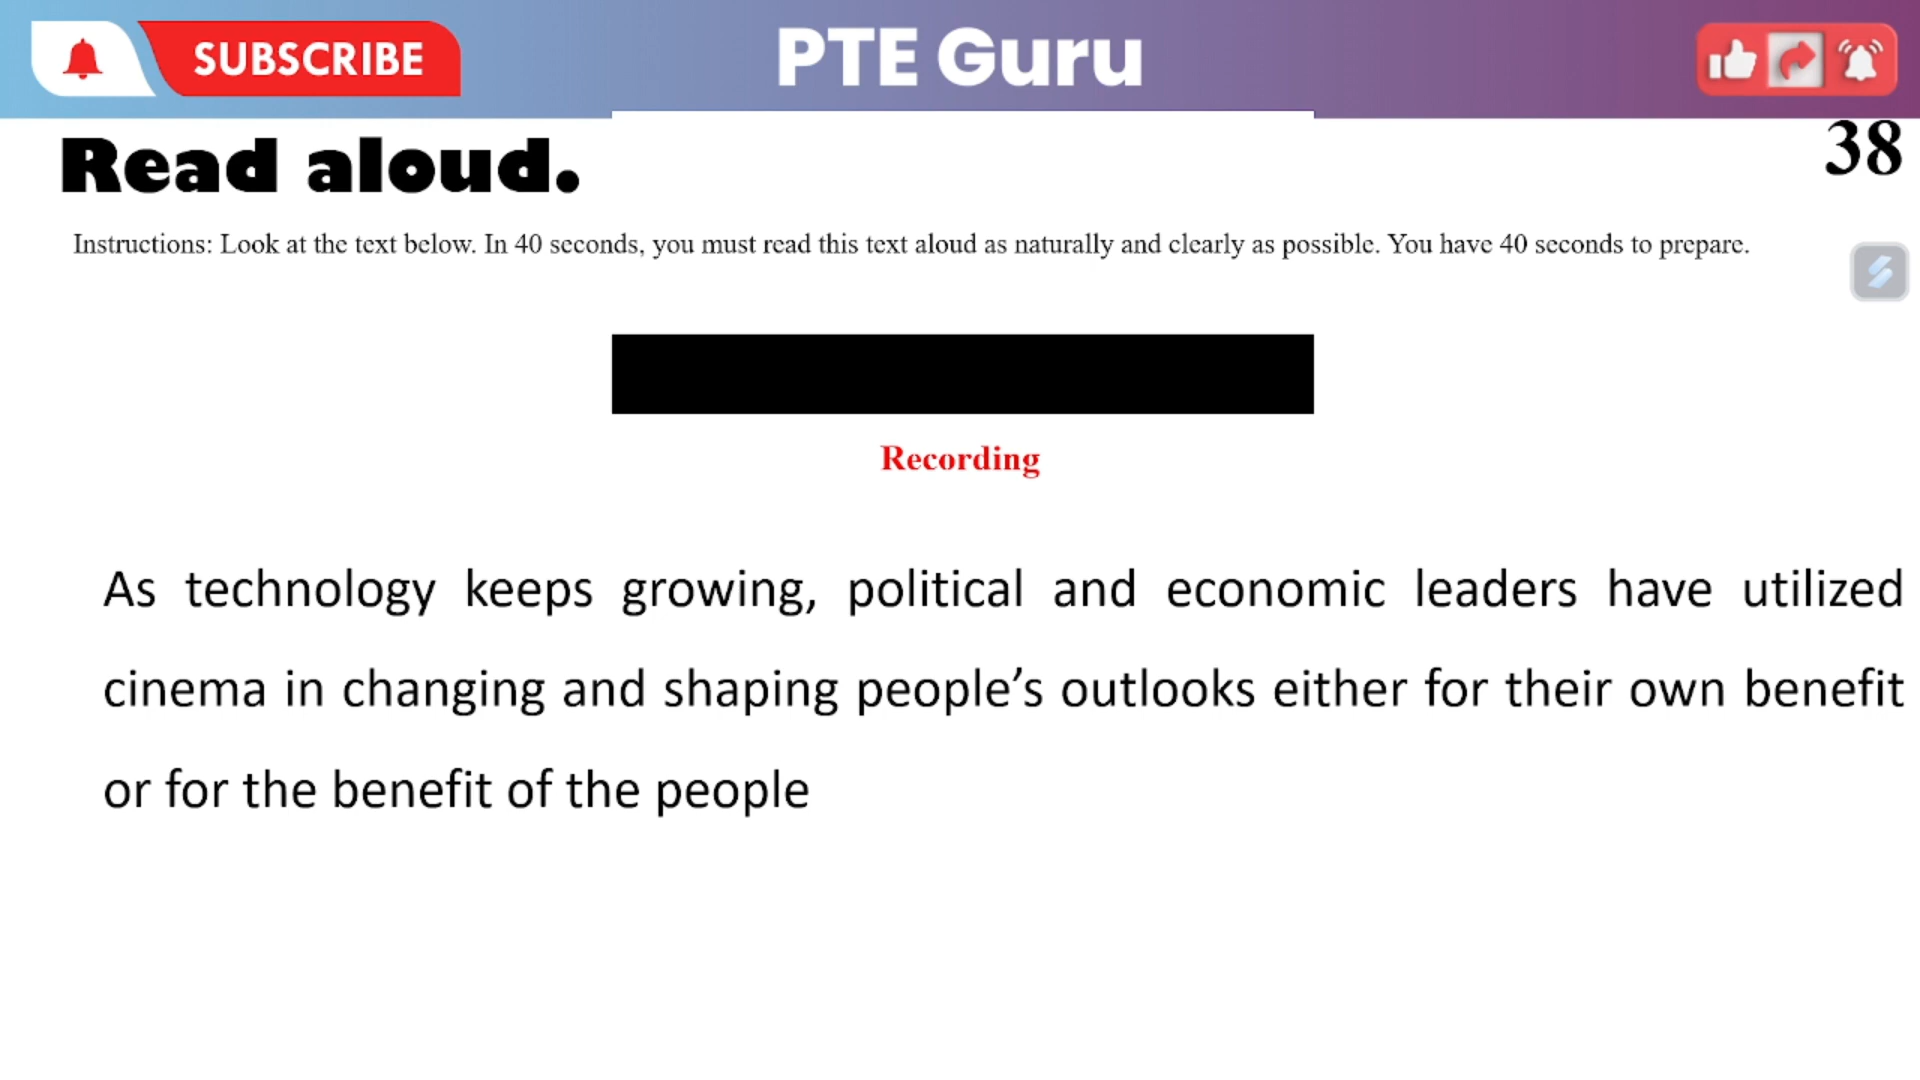 SUBSCRIBE
PTE Guru
Read aloud.
38
Instructions: Look at the text below. In 40 seconds, you must read this text aloud as naturally and clearly as possible. You have 40 seconds to prepare.
Recording
As technology keeps growing, political and economic leaders have utilized
cinema in changing and shaping people’s outlooks either for their own benefit
or for the benefit of the people